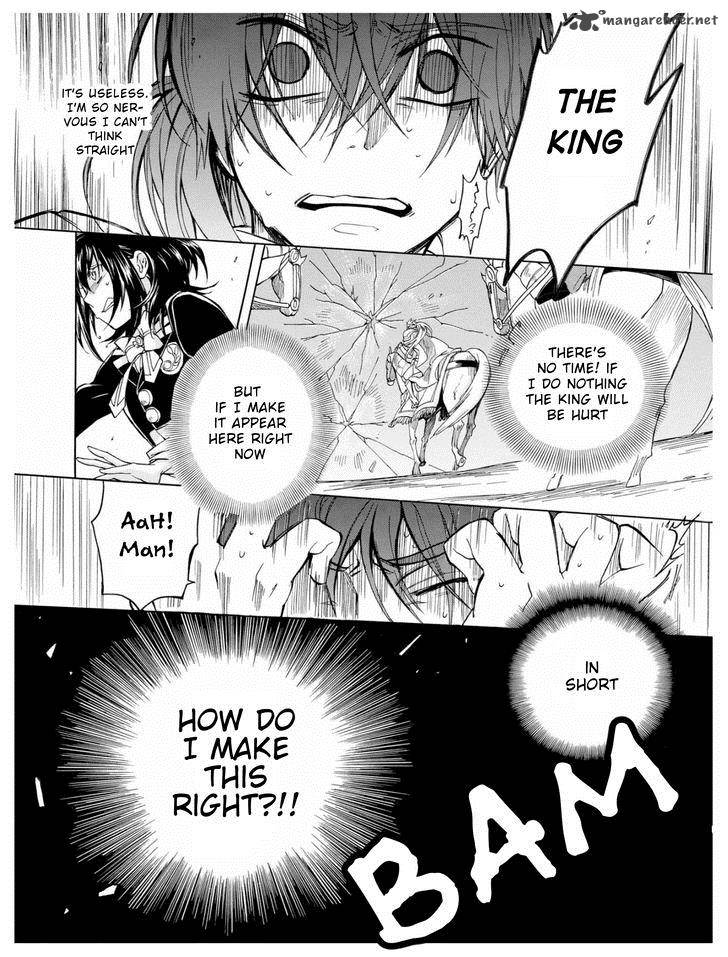 mangareader.net
THE
KING
IT'S USELESS.
I'M SO NER-
VOUS I CAN'T
THINK
STRAIGHT
THERE'S
NO TIME! IF
I DO NOTHING
THE KING WILL
BE HURT
BUT
IF I MAKE
IT APPEAR
HERE RIGHT
NOW
AaH!
Man!
IN
SHORT
HOW DO
I MAKE
THIS
RIGHT?!!
BAM